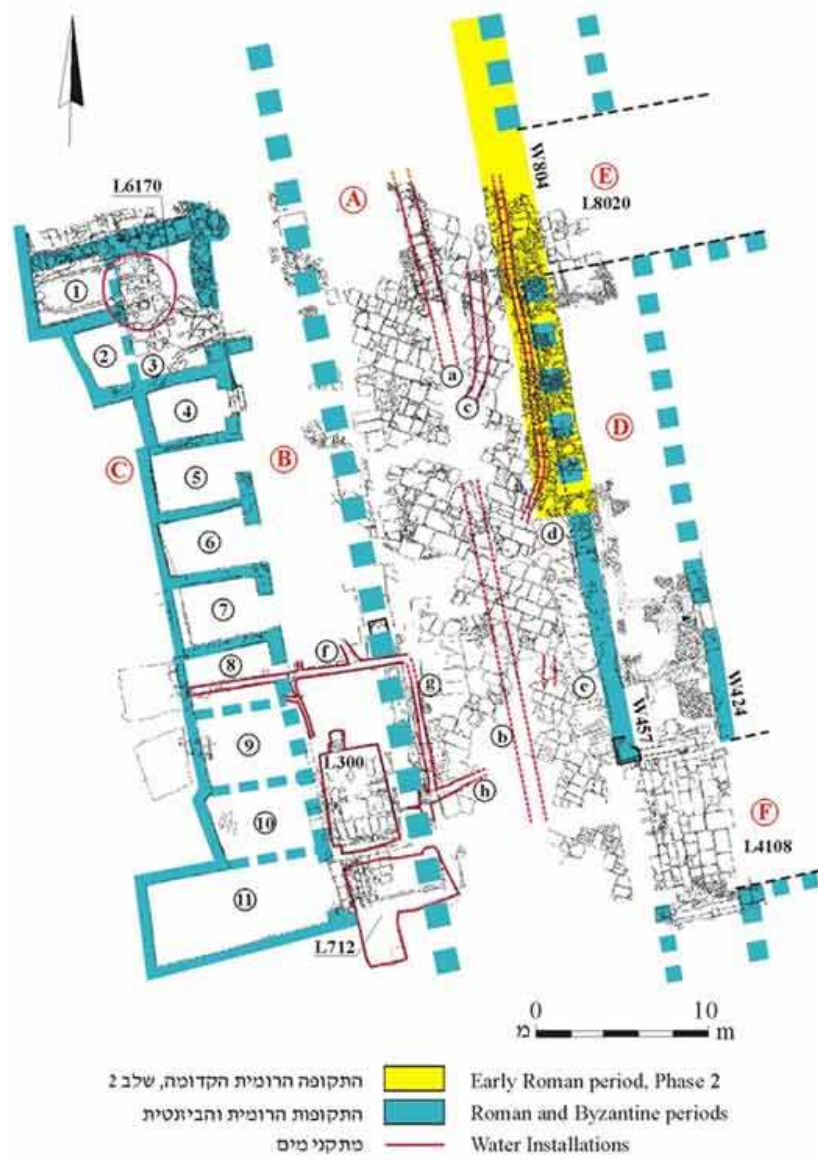 W804
E
L8020
A
L6170
1
2
3
4
a
c
C
B
D
5
6
d
7
8
f
g
e
W424
W457
9
b
L300
h
10
F
L4108
11
L712
0 10
מ m
התקופה הרומית הקדומה, שלב 2 Early Roman period, Phase 2
התקופות הרומית והביזנטית Roman and Byzantine periods
מתקני מים Water Installations